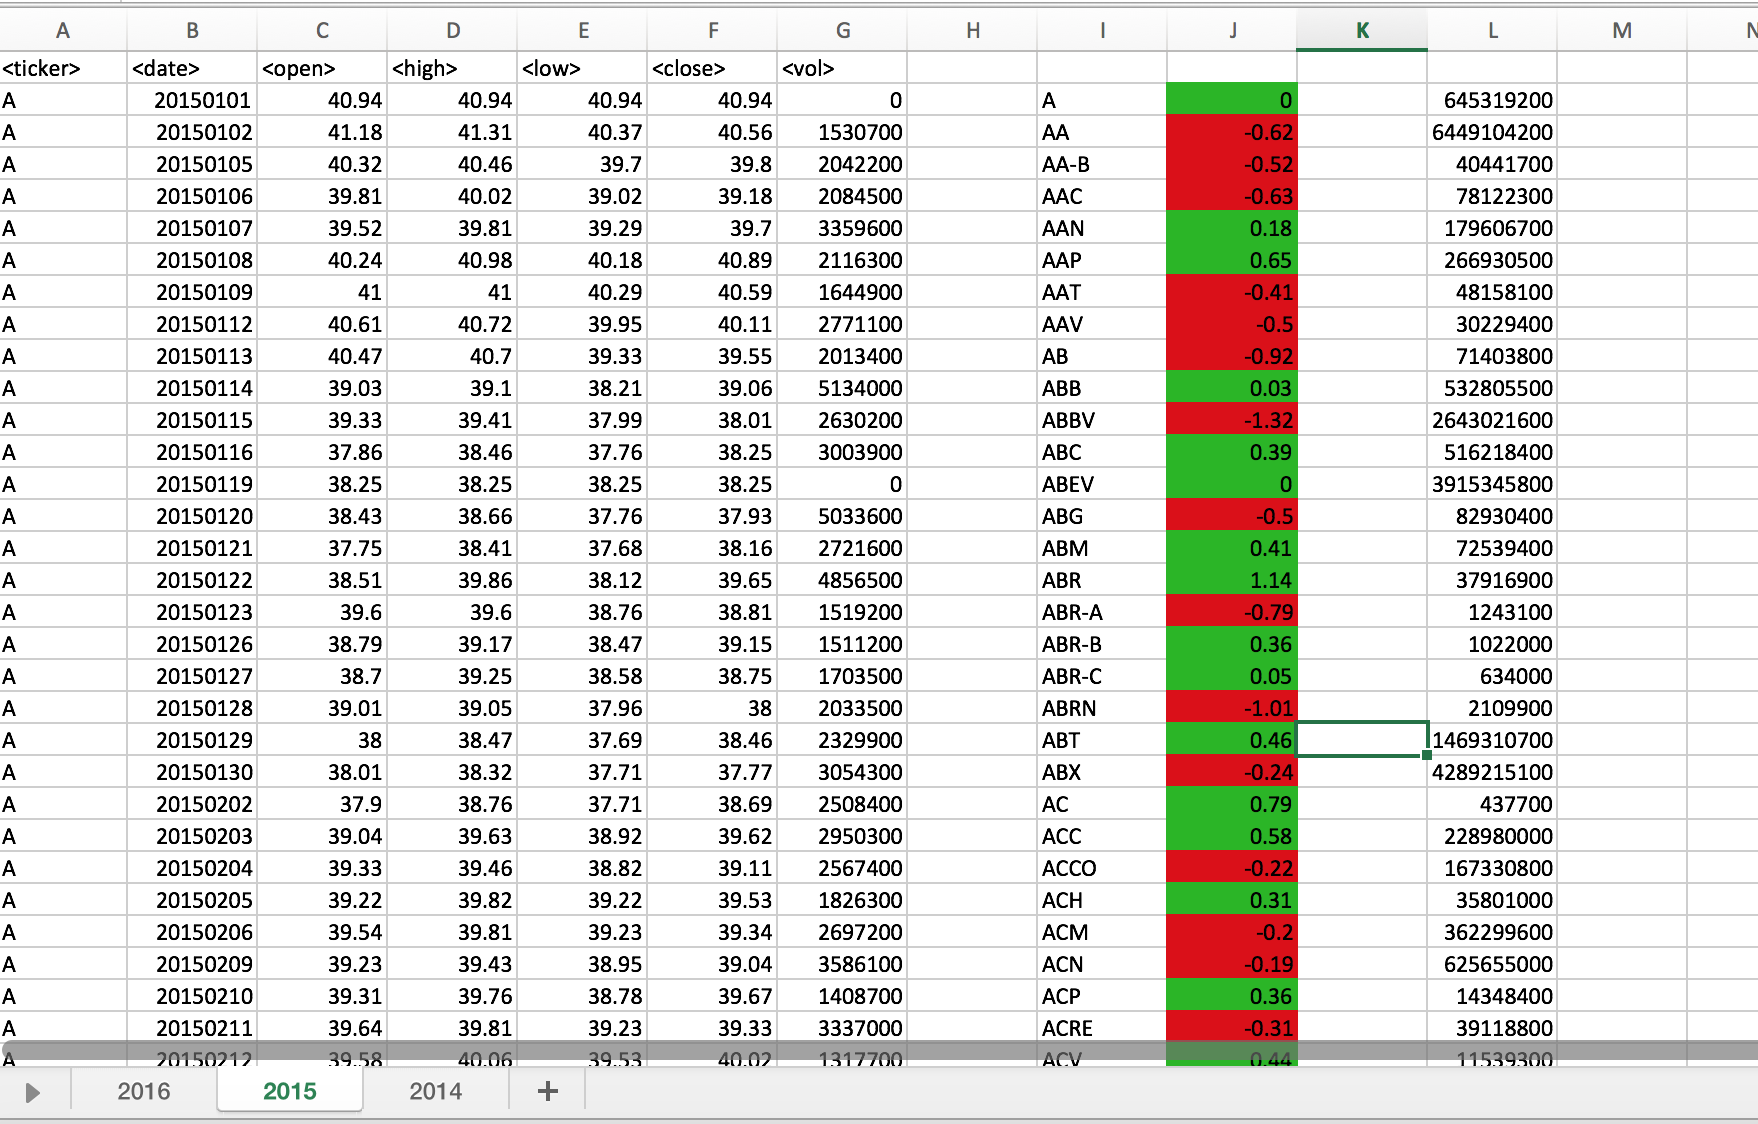 A B C D E F G H I J K L M N
<ticker> <date> <open> <high> <low> <close> <vol>
A 20150101 40.94 40.94 40.94 40.94 0 A 0 645319200
A 20150102 41.18 41.31 40.37 40.56 1530700 AA -0.62 6449104200
A 20150105 40.32 40.46 39.7 39.8 2042200 AA-B -0.52 40441700
A 20150106 39.81 40.02 39.02 39.18 2084500 AAC -0.63 78122300
A 20150107 39.52 39.81 39.29 39.7 3359600 AAN 0.18 179606700
A 20150108 40.24 40.98 40.18 40.89 2116300 AAP 0.65 266930500
A 20150109 41 41 40.29 40.59 1644900 AAT -0.41 48158100
A 20150112 40.61 40.72 39.95 40.11 2771100 AAV -0.5 30229400
A 20150113 40.47 40.7 39.33 39.55 2013400 AB -0.92 71403800
A 20150114 39.03 39.1 38.21 39.06 5134000 ABB 0.03 532805500
A 20150115 39.33 39.41 37.99 38.01 2630200 ABBV -1.32 2643021600
A 20150116 37.86 38.46 37.76 38.25 3003900 ABC 0.39 516218400
A 20150119 38.25 38.25 38.25 38.25 0 ABEV 0 3915345800
A 20150120 38.43 38.66 37.76 37.93 5033600 ABG -0.5 82930400
A 20150121 37.75 38.41 37.68 38.16 2721600 ABM 0.41 72539400
A 20150122 38.51 39.86 38.12 39.65 4856500 ABR 1.14 37916900
A 20150123 39.6 39.6 38.76 38.81 1519200 ABR-A -0.79 1243100
A 20150126 38.79 39.17 38.47 39.15 1511200 ABR-B 0.36 1022000
A 20150127 38.7 39.25 38.58 38.75 1703500 ABR-C 0.05 634000
A 20150128 39.01 39.05 37.96 38 2033500 ABRN -1.01 2109900
A 20150129 38 38.47 37.69 38.46 2329900 ABT 0.46 1469310700
A 20150130 38.01 38.32 37.71 37.77 3054300 ABX -0.24 4289215100
A 20150202 37.9 38.76 37.71 38.69 2508400 AC 0.79 437700
A 20150203 39.04 39.63 38.92 39.62 2950300 ACC 0.58 228980000
A 20150204 39.33 39.46 38.82 39.11 2567400 ACCO -0.22 167330800
A 20150205 39.22 39.82 39.22 39.53 1826300 ACH 0.31 35801000
A 20150206 39.54 39.81 39.23 39.34 2697200 ACM -0.2 362299600
A 20150209 39.23 39.43 38.95 39.04 3586100 ACN -0.19 625655000
A 20150210 39.31 39.76 38.78 39.67 1408700 ACP 0.36 14348400
A 20150211 39.64 39.81 39.23 39.33 3337000 ACRE -0.31 39118800
A 20150212 39.58 40.06 39.53 40.02 1317700 ACV 0.44 11539300
2016 2015 2014 +